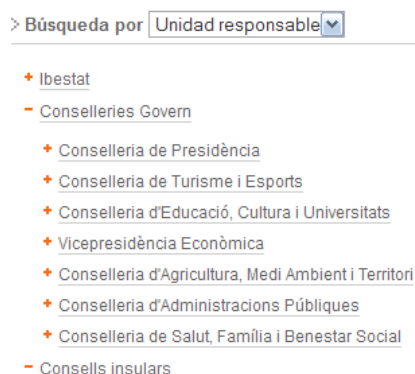 > Búsqueda por Unidad responsable
+ Ibestat
- Conselleries Govern
+ Conselleria de Presidència
+ Conselleria de Turisme i Esports
+ Conselleria d'Educació, Cultura i Universitats
+ Vicepresidència Econòmica
+ Conselleria d'Agricultura, Medi Ambient i Territori
+ Conselleria d'Administracions Públiques
+ Conselleria de Salut, Família i Benestar Social
- Consells insulars